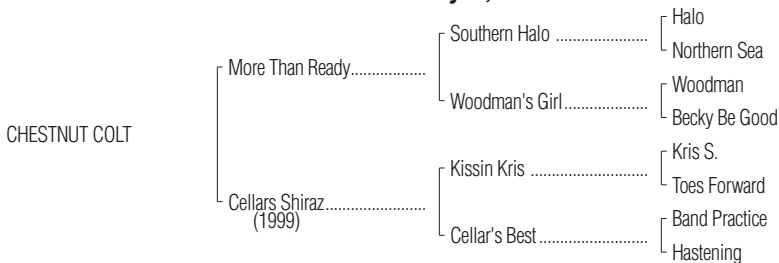 Halo
Southern Halo ......................
Northern Sea
More Than Ready..................
Woodman
Woodman's Girl....................
Becky Be Good
CHESTNUT COLT
Kris S.
Kissin Kris ............................
Toes Forward
Cellars Shiraz........................
(1999)
Band Practice
Cellar's Best ..........................
Hastening